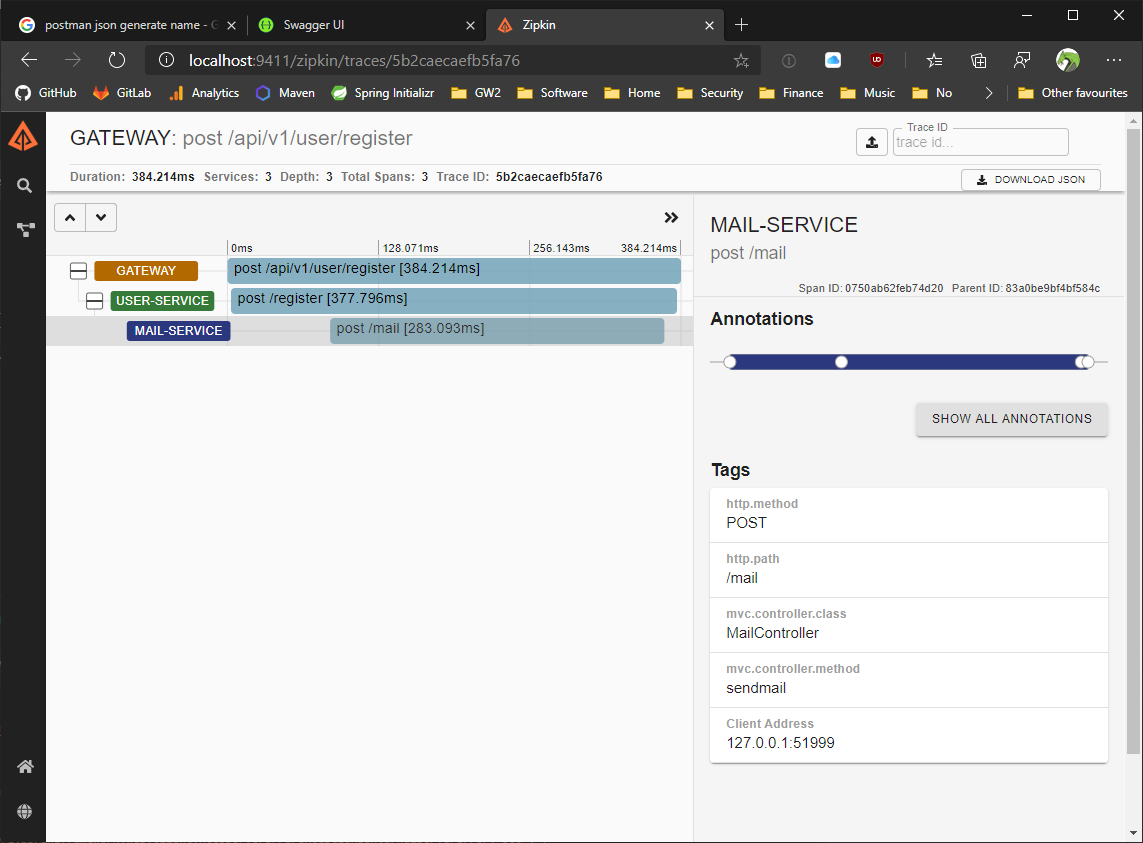 postman json generate name - G
Swagger UI
Zipkin
localhost:9411/zipkin/traces/5b2caecaefb5fa76
GitHub GitLab Analytics Maven Spring Initializr GW2 Software Home Security Finance Music No Other favourites
GATEWAY: post /api/v1/user/register
Trace ID
trace id...
Duration: 384.214ms Services: 3 Depth: 3 Total Spans: 3 Trace ID: 5b2caecaefb5fa76
DOWNLOAD JSON
0ms 128.071ms 256.143ms 384.214ms
GATEWAY post /api/v1/user/register [384.214ms]
USER-SERVICE post /register [377.796ms]
MAIL-SERVICE post /mail [283.093ms]
MAIL-SERVICE
post /mail
Span ID: 0750ab62feb74d20 Parent ID: 83a0be9bf4bf584c
Annotations
SHOW ALL ANNOTATIONS
Tags
http.method
POST
http.path
/mail
mvc.controller.class
MailController
mvc.controller.method
sendmail
Client Address
127.0.0.1:51999